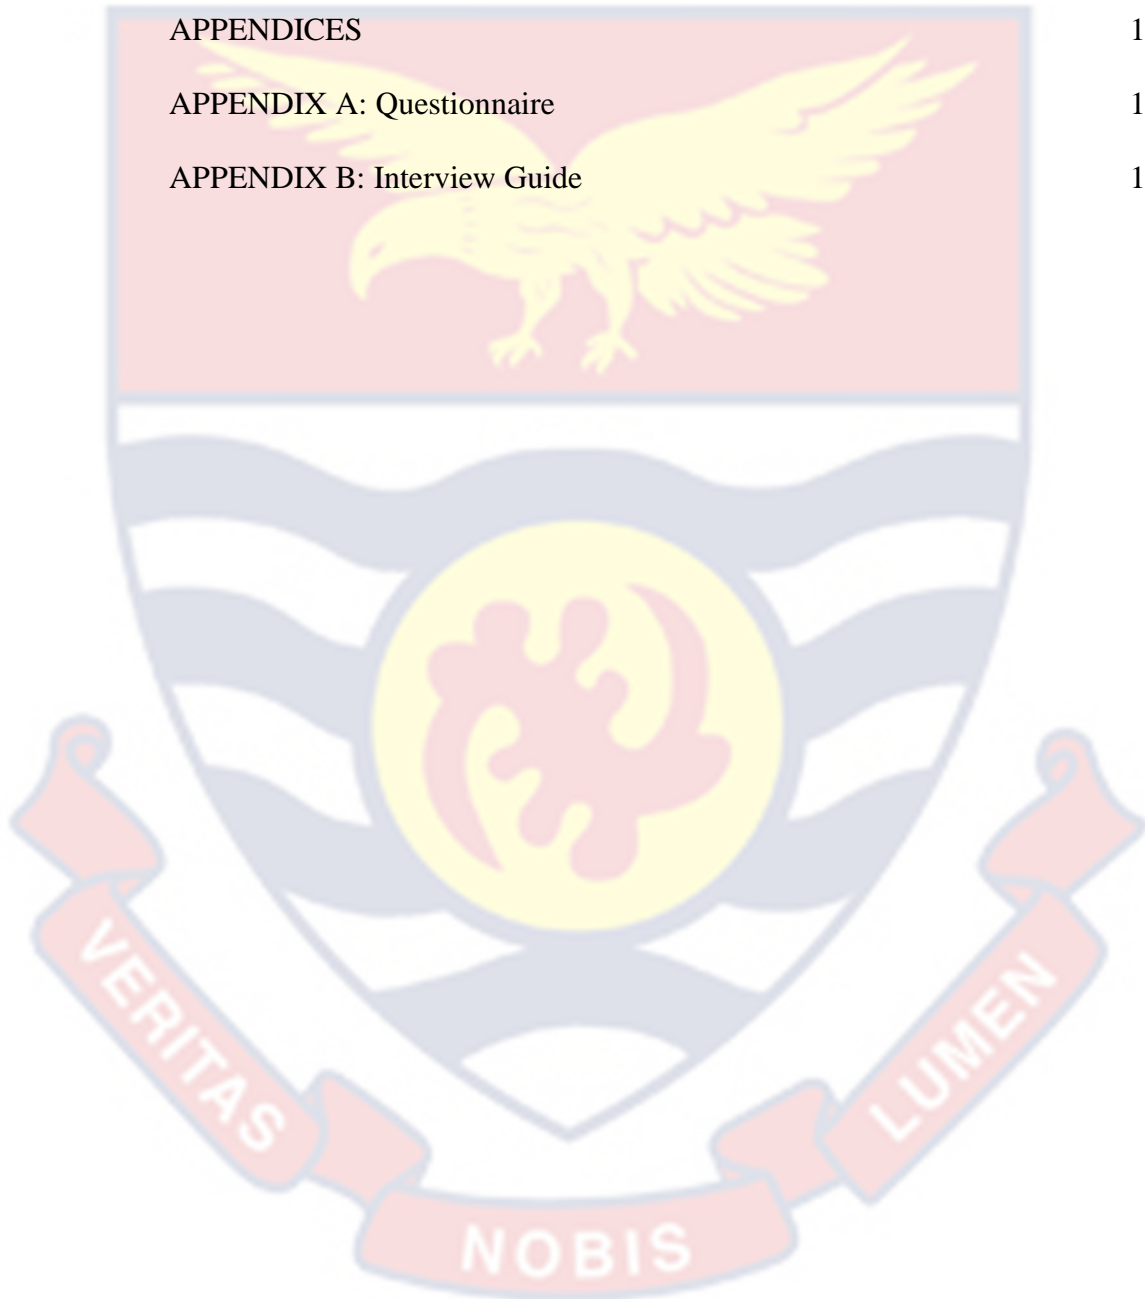 APPENDICES 1
APPENDIX A: Questionnaire 1
APPENDIX B: Interview Guide 1
VERITAS
NOBIS
LUMEN